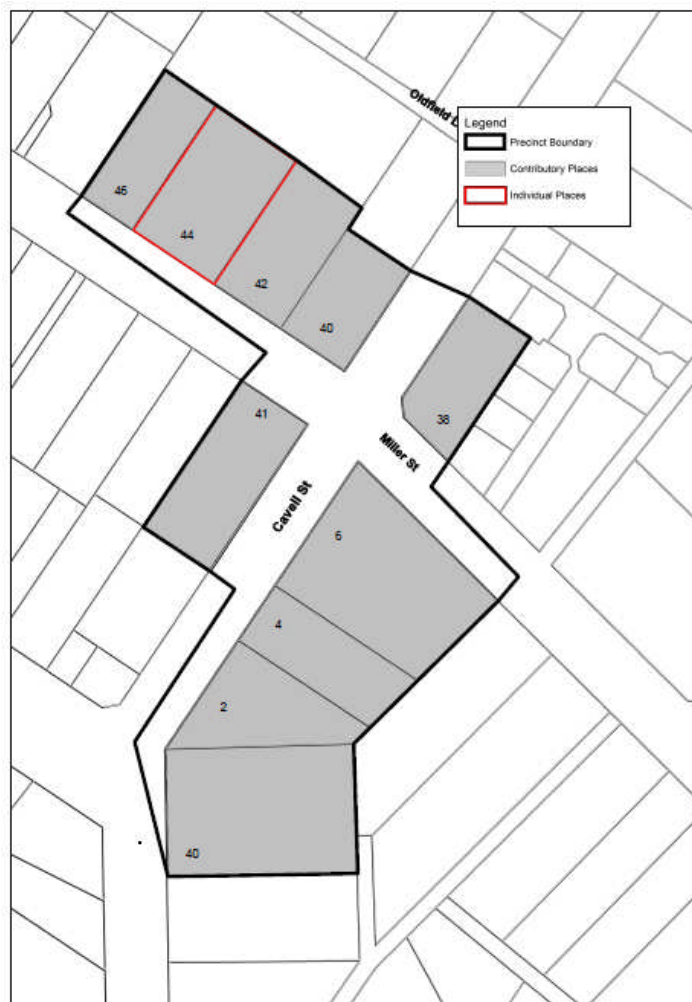 Oldfield
Legend
Precinct Boundary
Contributory Places
Individual Places
46
44
42
40
38
41
Miller St
Cavell St
6
4
2
40